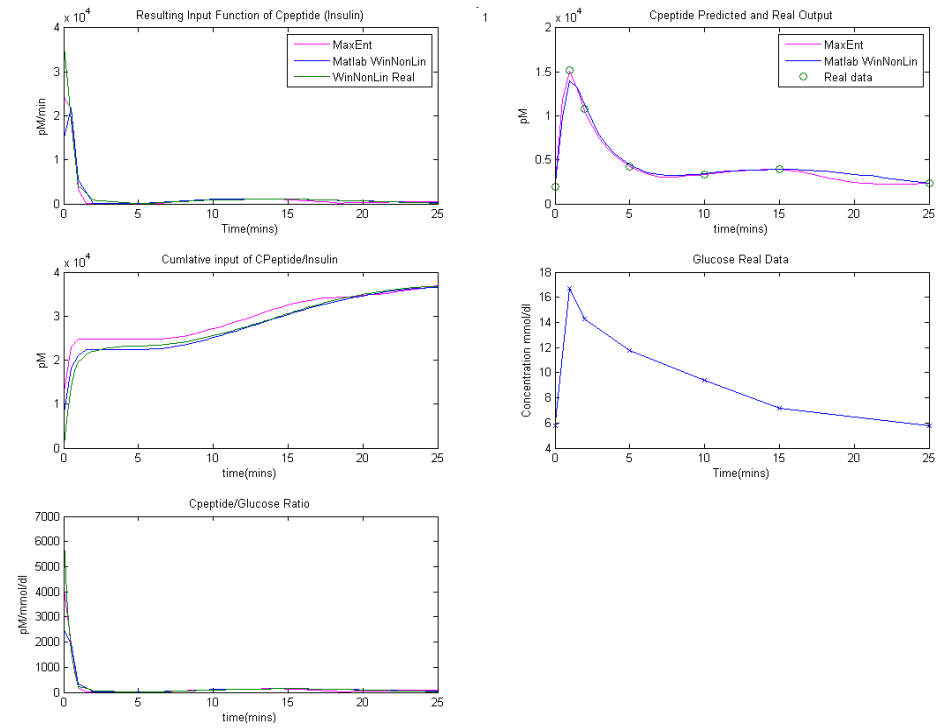 1
Resulting Input Function of Cpeptide (Insulin)
x 10^4
4
3
2
1
0
pM/min
0 5 10 15 20 25
Time(mins)
MaxEnt
Matlab WinNonLin
WinNonLin Real
Cpeptide Predicted and Real Output
x 10^4
2
1.5
1
0.5
0
pM
0 5 10 15 20 25
Time(mins)
MaxEnt
Matlab WinNonLin
Real data
Cumlative input of CPeptide/Insulin
x 10^4
4
3
2
1
0
pM
0 5 10 15 20 25
time(mins)
Glucose Real Data
18
16
14
12
10
8
6
4
Concentration mmol/dl
0 5 10 15 20 25
Time(mins)
Cpeptide/Glucose Ratio
7000
6000
5000
4000
3000
2000
1000
0
pM/mmol/dl
0 5 10 15 20 25
time(mins)